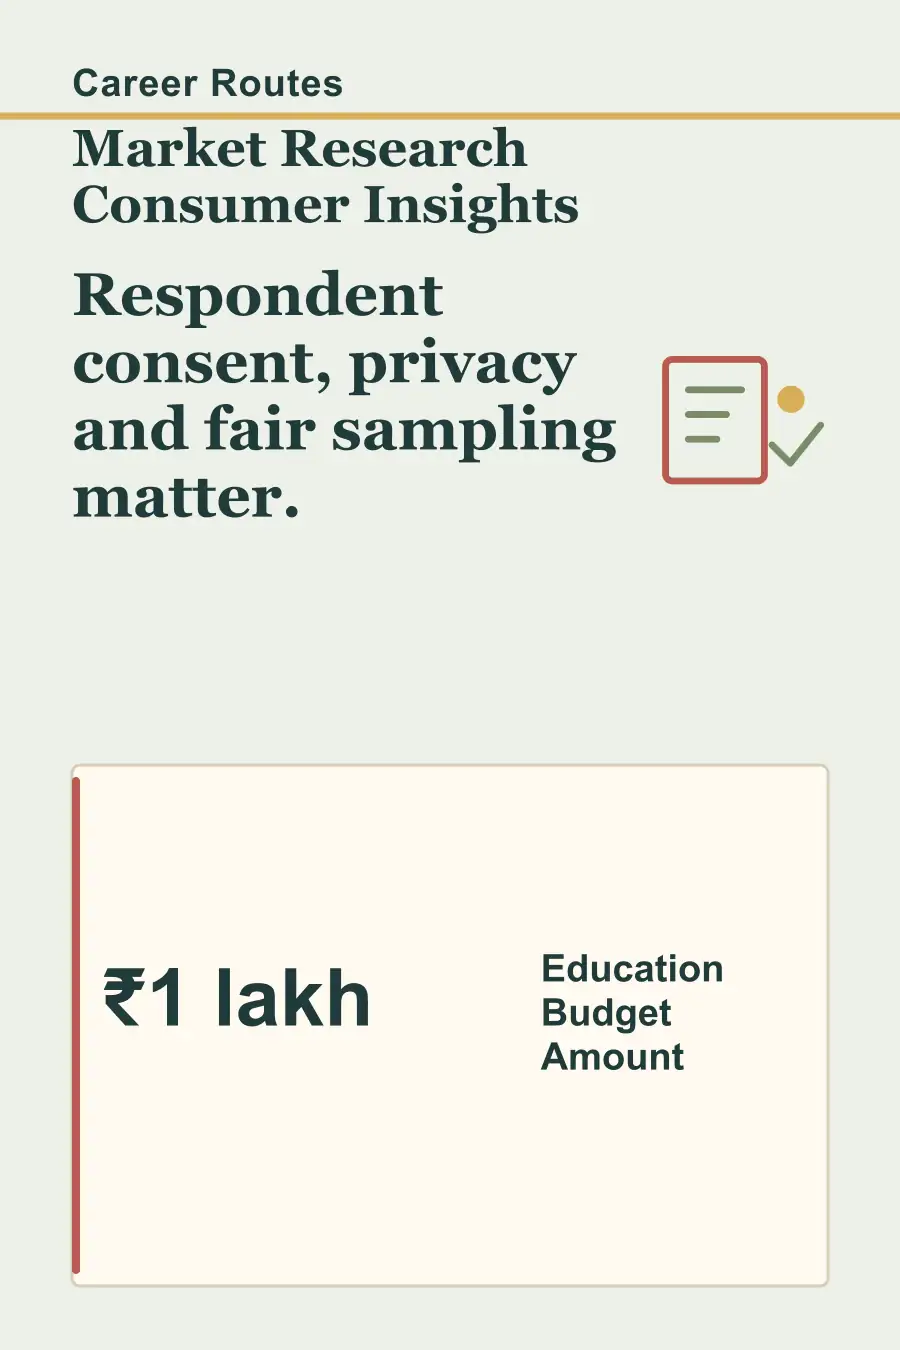 Career Routes
Market Research
Consumer Insights
Respondent
consent, privacy
and fair sampling
matter.
₹1 lakh
Education
Budget
Amount